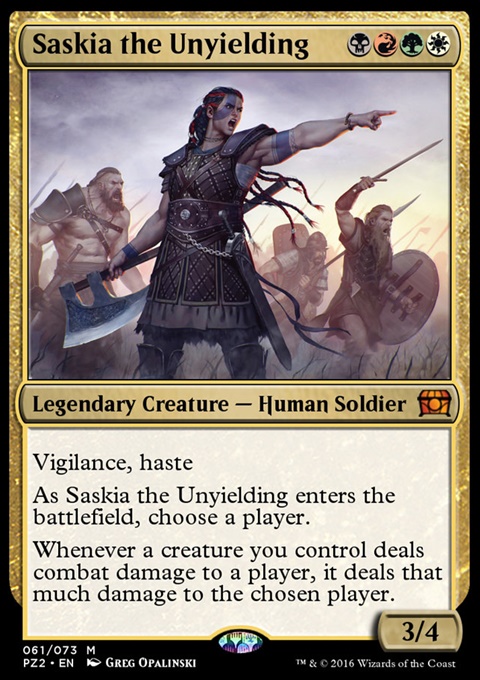 Saskia the Unyielding
Legendary Creature — Human Soldier
Vigilance, haste
As Saskia the Unyielding enters the
battlefield, choose a player.
Whenever a creature you control deals
combat damage to a player, it deals that
much damage to the chosen player.
3/4
061/073 M
PZ2 • EN Greg Opalinski
™ & © 2016 Wizards of the Coast